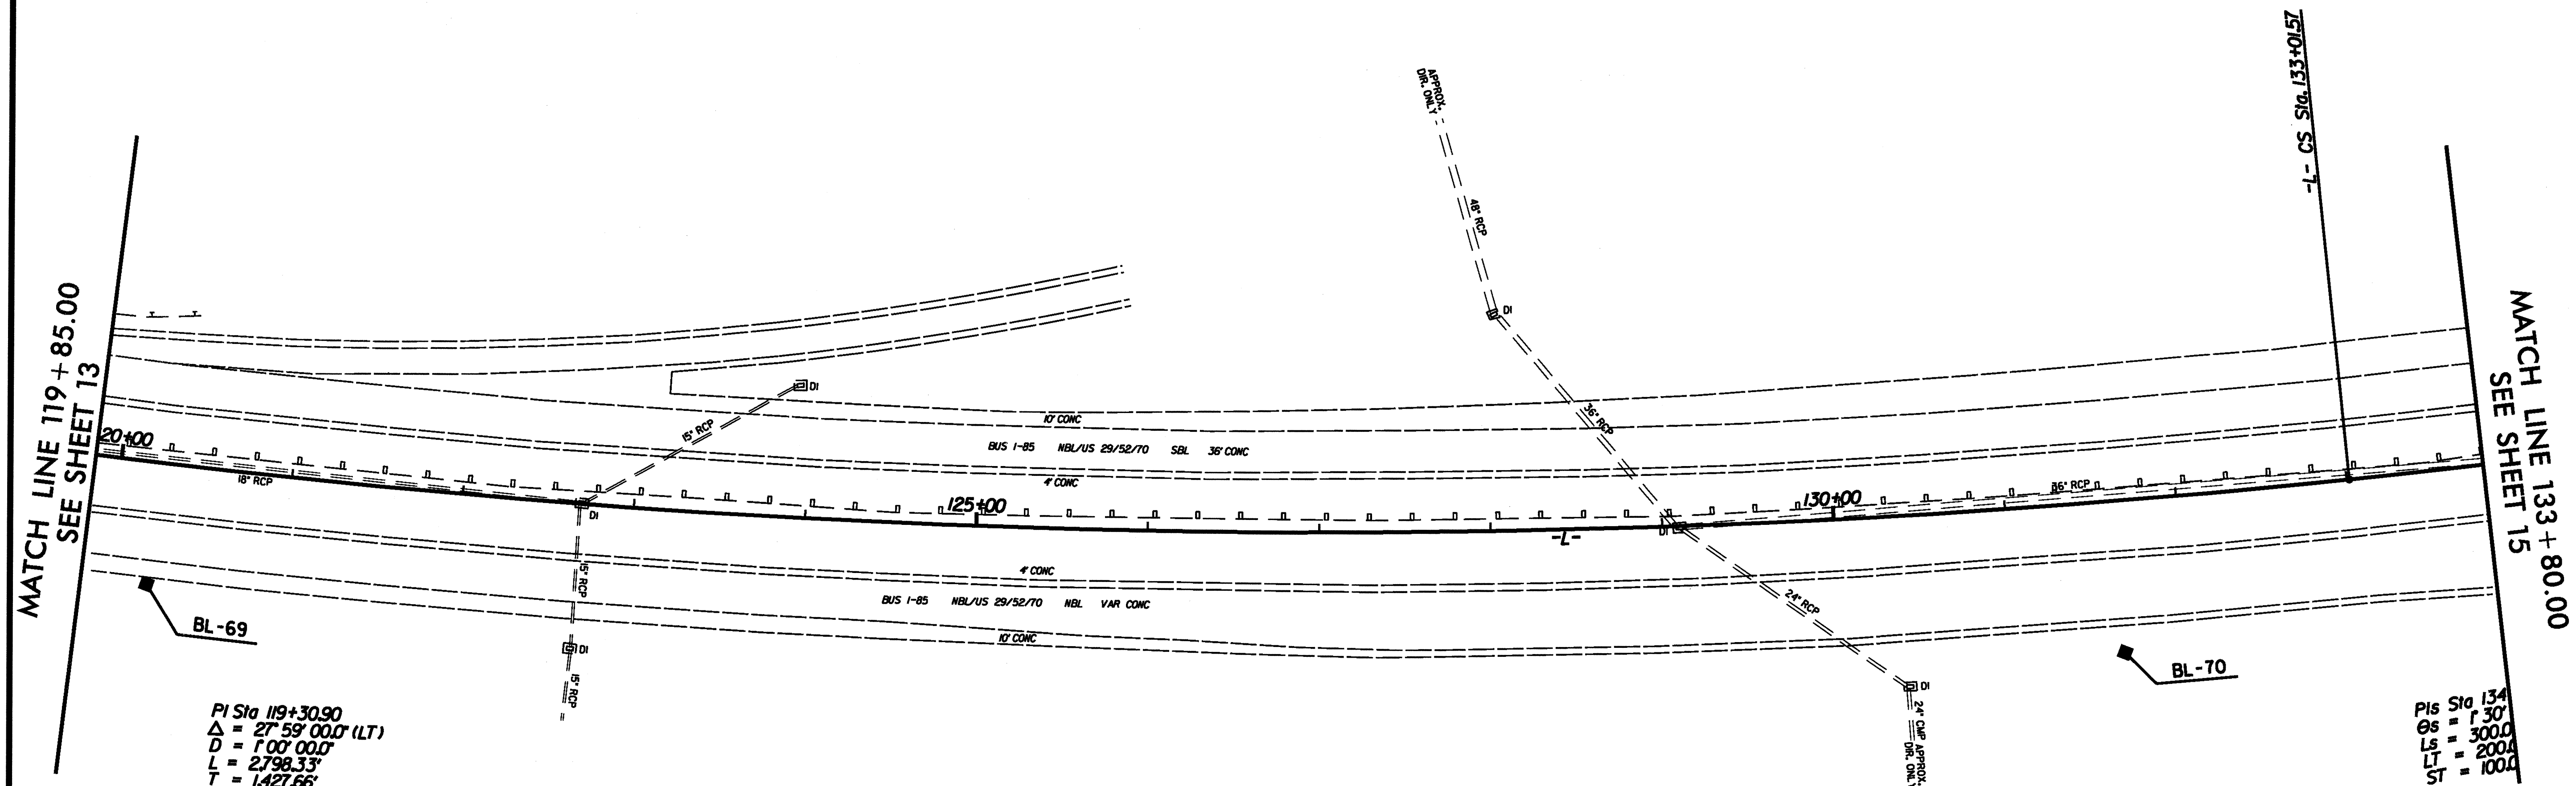 MATCH LINE 119+85.00
SEE SHEET 13
20+00
18" RCP
15" RCP
DI
DI
15" RCP
DI
15" RCP
BL-69
PI Sta 119+30.90
Δ = 27° 59' 00.0" (LT)
D = 1° 00' 00.0"
L = 2,798.33'
T = 1,427.66'
10' CONC
BUS I-85 NBL/US 29/52/70 SBL 36' CONC
4' CONC
125+00
4' CONC
BUS I-85 NBL/US 29/52/70 NBL VAR CONC
10' CONC
APPROX.
DIR. ONLY
48" RCP
DI
36" RCP
-L-
DI
130+00
36" RCP
24" RCP
DI
24" CMP APPROX.
DIR. ONLY
BL-70
-L- CS Sta. 133+01.57
MATCH LINE 133+80.00
SEE SHEET 15
PIs Sta 134
Θs = 1° 30'
Ls = 300.0
LT = 200.0
ST = 100.0